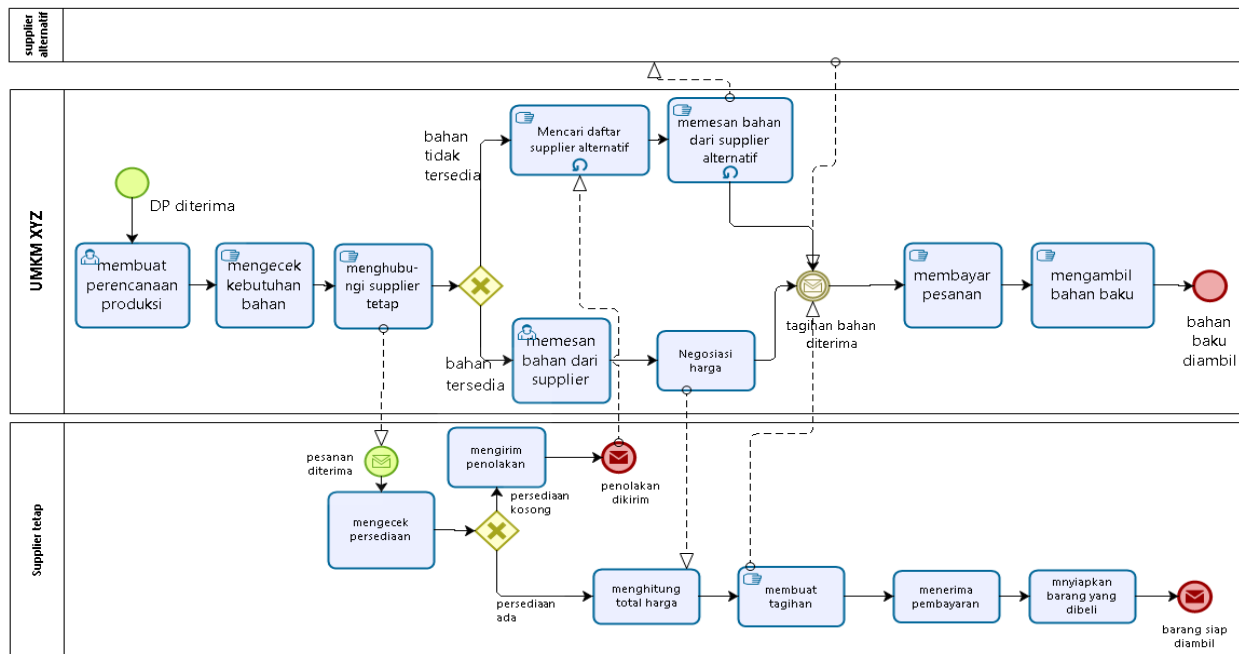 supplier
alternatif
UMKM XYZ
DP diterima
membuat
perencanaan
produksi
mengecek
kebutuhan
bahan
menghubu-
ngi supplier
tetap
bahan
tidak
tersedia
Mencari daftar
supplier alternatif
memesan bahan
dari supplier
alternatif
bahan
tersedia
memesan
bahan dari
supplier
Negosiasi
harga
tagihan bahan
diterima
membayar
pesanan
mengambil
bahan baku
bahan
baku
diambil
Supplier tetap
pesanan
diterima
mengecek
persediaan
mengirim
penolakan
persediaan
kosong
penolakan
dikirim
persediaan
ada
menghitung
total harga
membuat
tagihan
menerima
pembayaran
mnyiapkan
barang yang
dibeli
barang siap
diambil